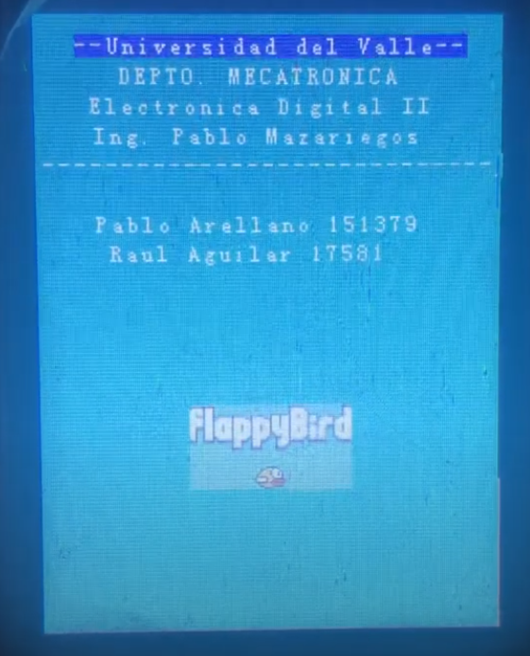 --Universidad del Valle--
DEPTO. MECATRONICA
Electronica Digital II
Ing. Pablo Mazariegos
Pablo Arellano 151379
Raul Aguilar 17581
FlappyBird